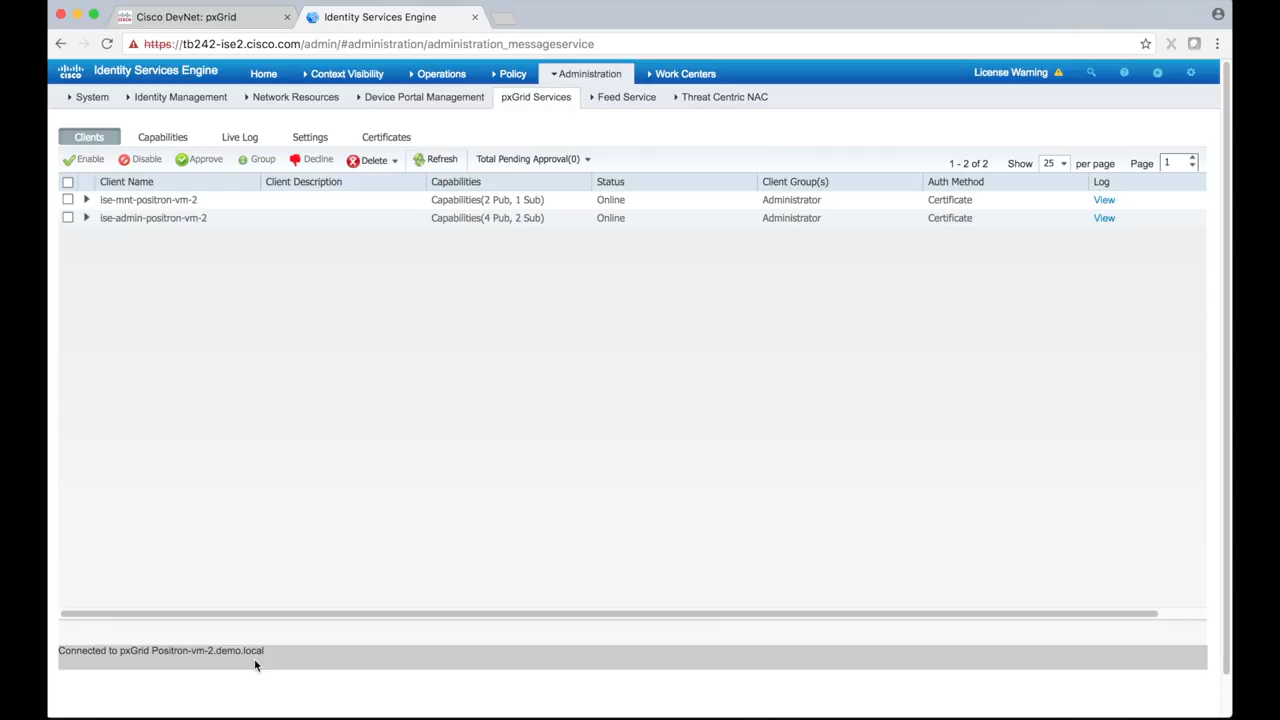 Cisco DevNet: pxGrid
Identity Services Engine
https://tb242-ise2.cisco.com/admin/#administration/administration_messageservice
CISCO Identity Services Engine Home Context Visibility Operations Policy Administration Work Centers License Warning
System Identity Management Network Resources Device Portal Management pxGrid Services Feed Service Threat Centric NAC
Clients Capabilities Live Log Settings Certificates
Enable Disable Approve Group Decline Delete Refresh Total Pending Approval(0) 1 - 2 of 2 Show 25 per page Page 1
Client Name Client Description Capabilities Status Client Group(s) Auth Method Log
ise-mnt-positron-vm-2 Capabilities(2 Pub, 1 Sub) Online Administrator Certificate View
ise-admin-positron-vm-2 Capabilities(4 Pub, 2 Sub) Online Administrator Certificate View
Connected to pxGrid Positron-vm-2.demo.local